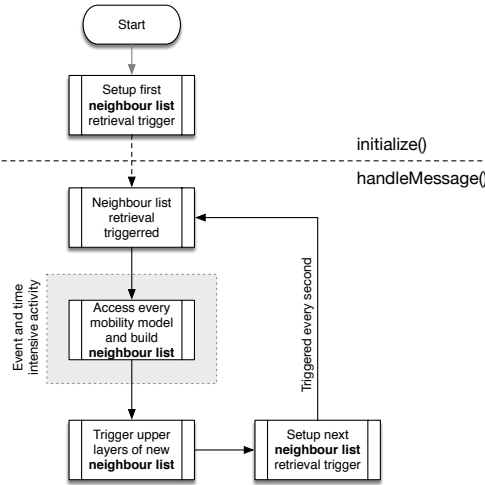 Start
Setup first
neighbour list
retrieval trigger
initialize()
handleMessage()
Neighbour list
retrieval
triggerred
Event and time
intensive activity
Access every
mobility model
and build
neighbour list
Triggered every second
Trigger upper
layers of new
neighbour list
Setup next
neighbour list
retrieval trigger